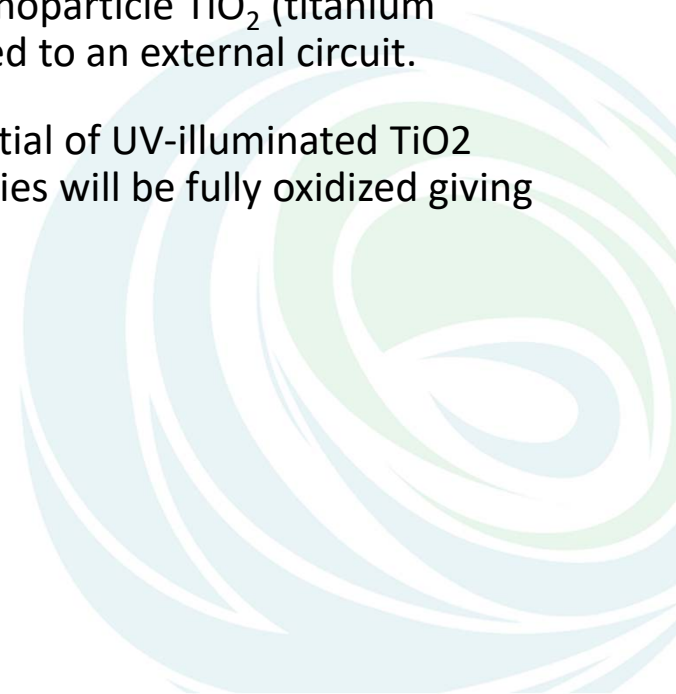 noparticle TiO₂ (titanium
ed to an external circuit.
tial of UV-illuminated TiO2
ies will be fully oxidized giving